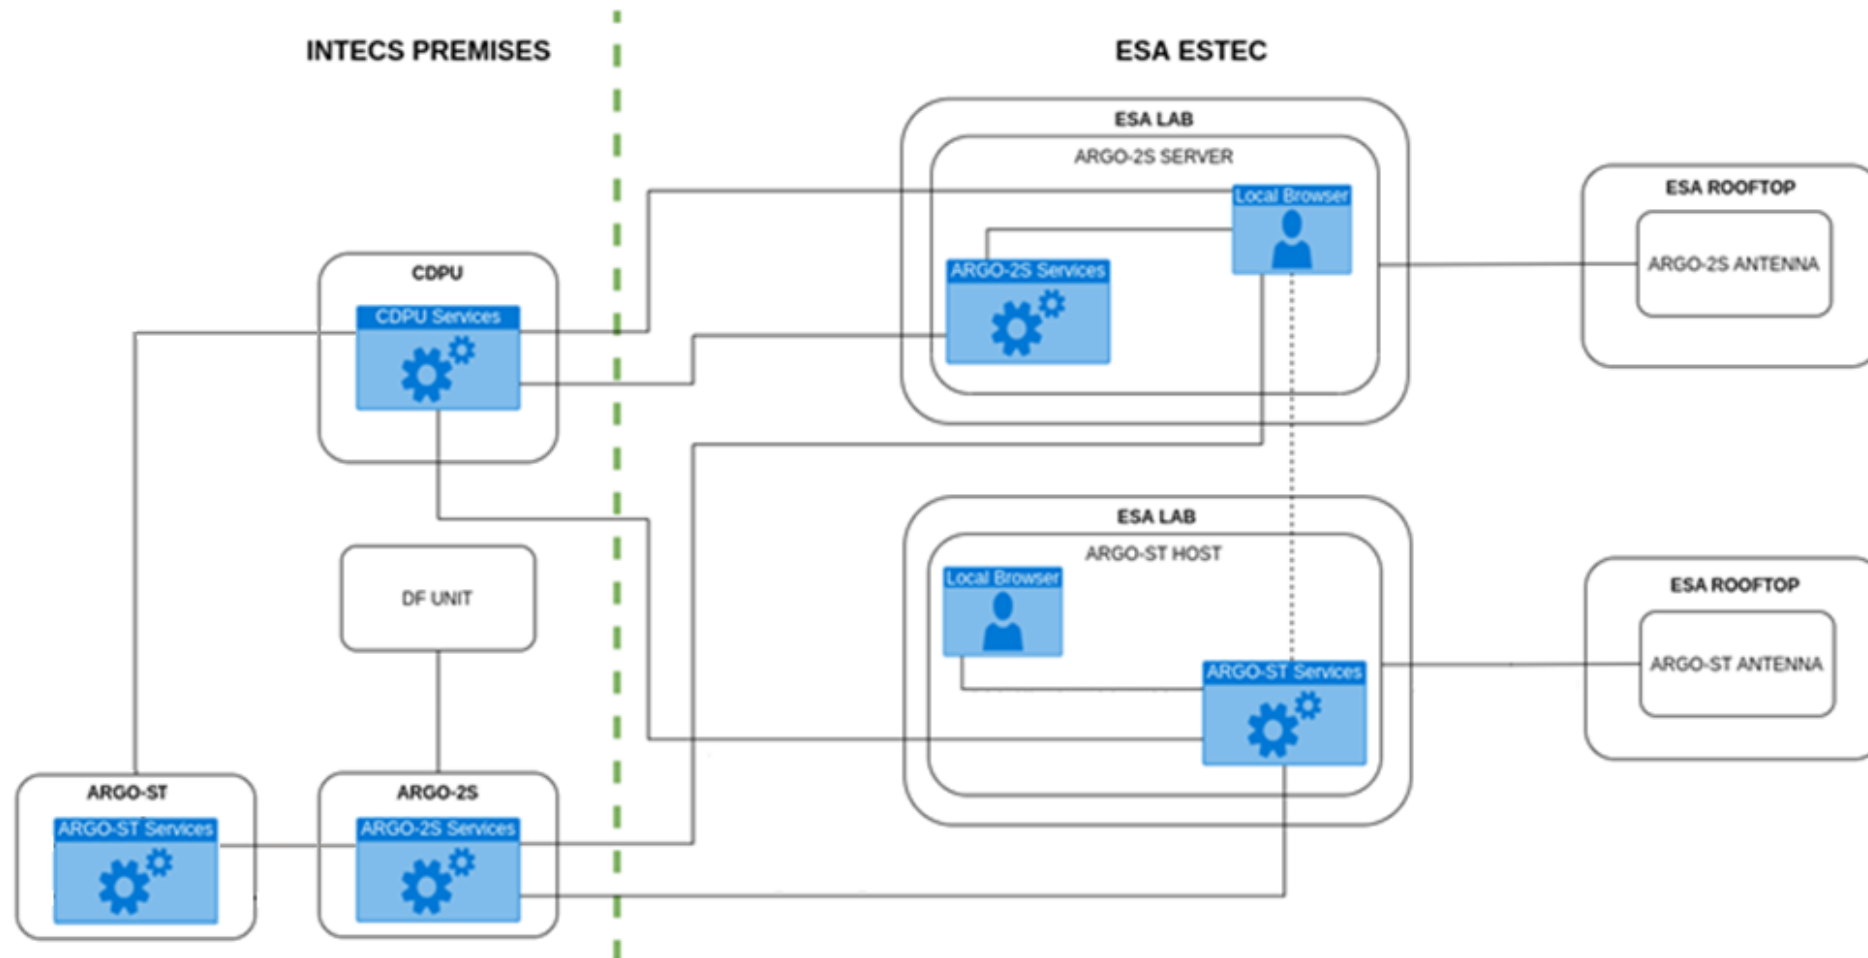 INTECS PREMISES
ESA ESTEC
ESA LAB
ARGO-2S SERVER
Local Browser
ARGO-2S Services
ESA ROOFTOP
ARGO-2S ANTENNA
CDPU
CDPU Services
ESA LAB
ARGO-ST HOST
Local Browser
ARGO-ST Services
ESA ROOFTOP
ARGO-ST ANTENNA
DF UNIT
ARGO-ST
ARGO-ST Services
ARGO-2S
ARGO-2S Services